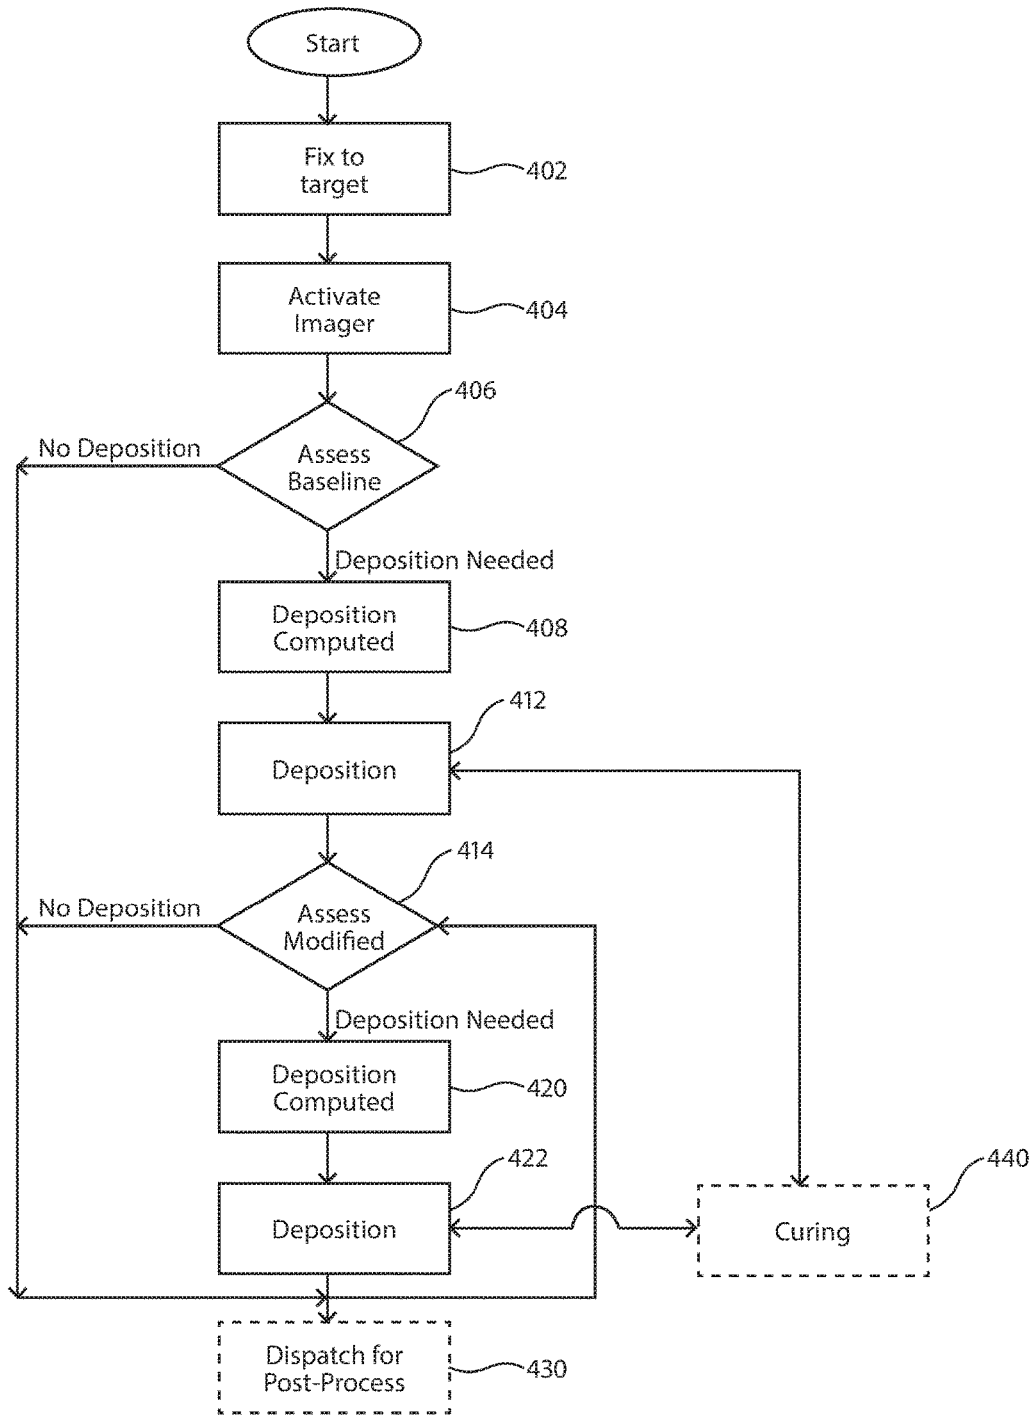 Start
Fix to
target
402
Activate
Imager
404
406
No Deposition
Assess
Baseline
Deposition Needed
Deposition
Computed
408
412
Deposition
414
No Deposition
Assess
Modified
Deposition Needed
Deposition
Computed
420
422
Deposition
440
Curing
Dispatch for
Post-Process
430